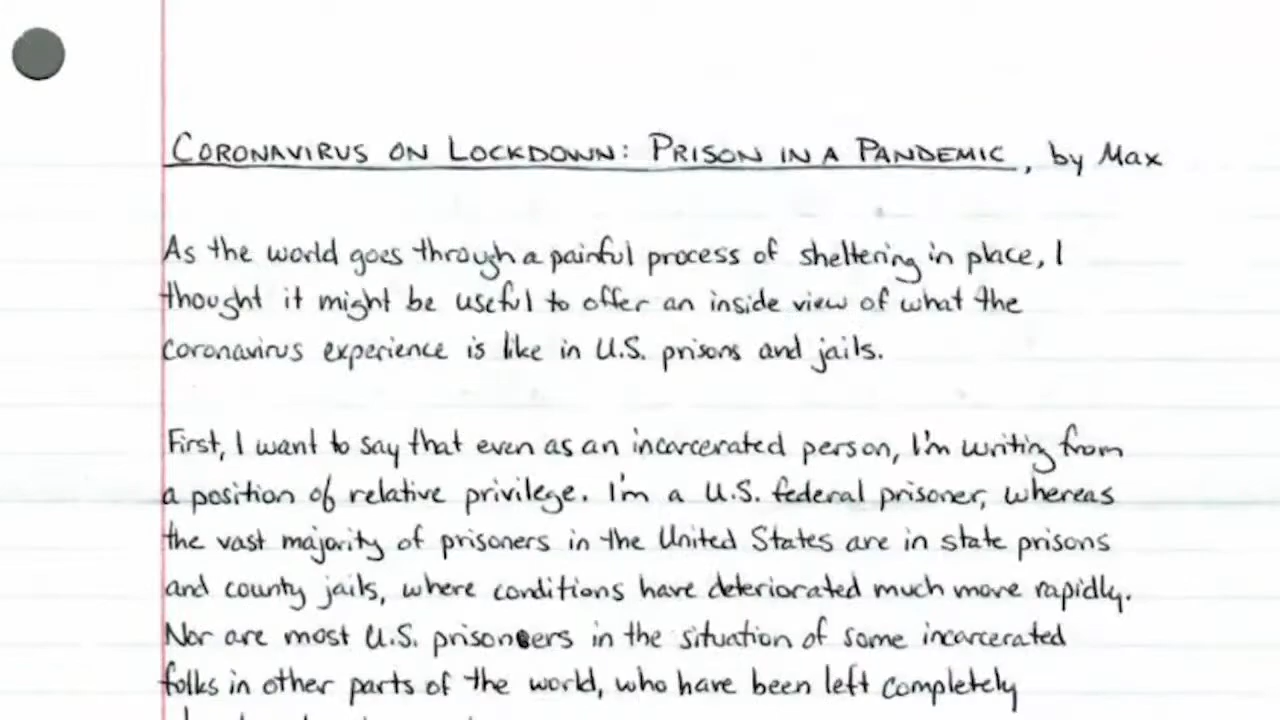 CORONAVIRUS ON LOCKDOWN: PRISON IN A PANDEMIC, by Max
As the world goes through a painful process of sheltering in place, I
thought it might be useful to offer an inside view of what the
coronavirus experience is like in U.S. prisons and jails.
First, I want to say that even as an incarcerated person, I'm writing from
a position of relative privilege. I'm a U.S. federal prisoner, whereas
the vast majority of prisoners in the United States are in state prisons
and county jails, where conditions have deteriorated much more rapidly.
Nor are most U.S. prisoners in the situation of some incarcerated
folks in other parts of the world, who have been left completely